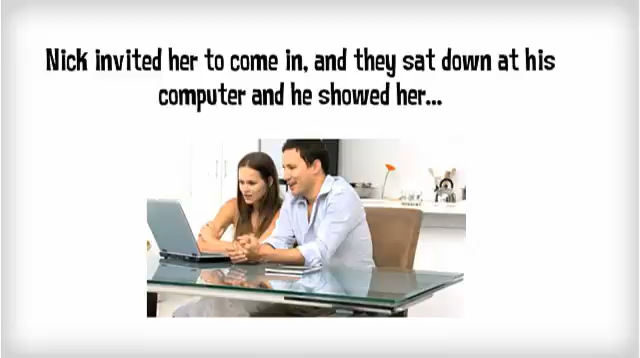 Nick invited her to come in, and they sat down at his
computer and he showed her...